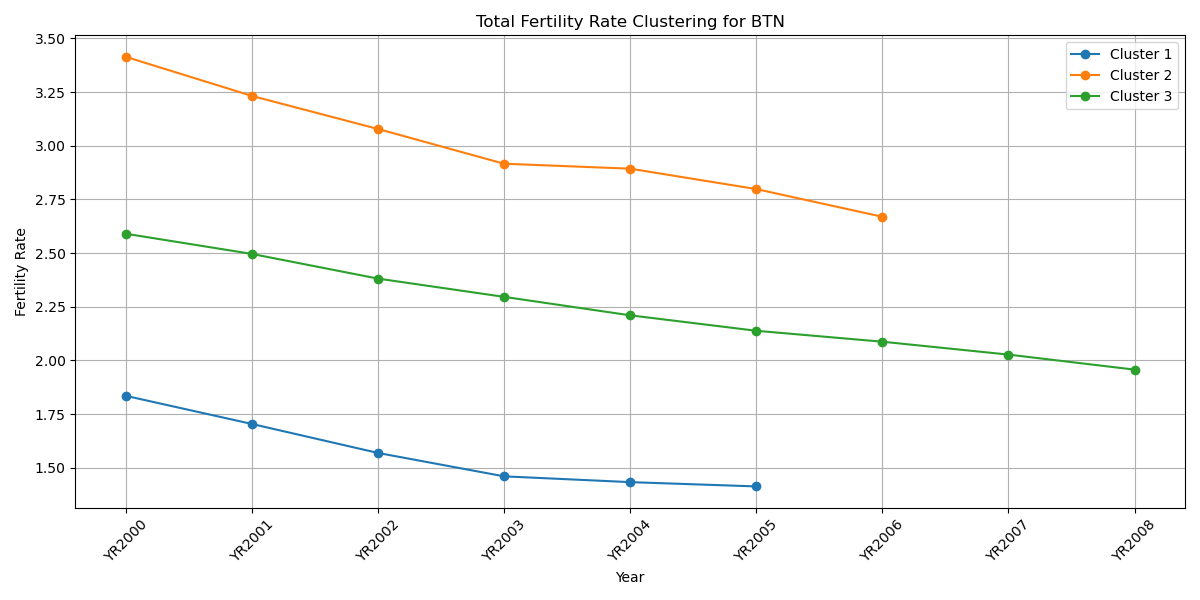 Total Fertility Rate Clustering for BTN
Cluster 1
Cluster 2
Cluster 3
Fertility Rate
3.50
3.25
3.00
2.75
2.50
2.25
2.00
1.75
1.50
YR2000
YR2001
YR2002
YR2003
YR2004
YR2005
YR2006
YR2007
YR2008
Year